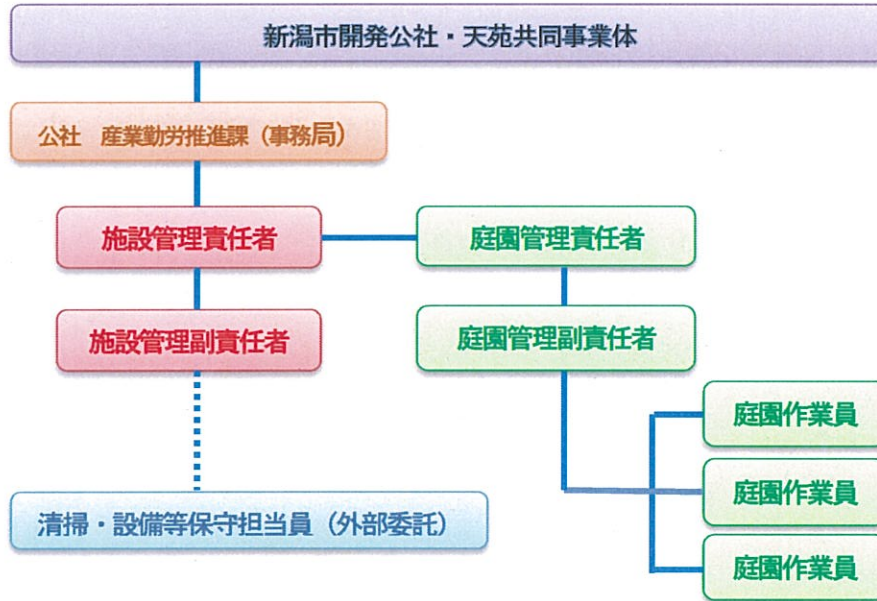 新潟市開発公社・天苑共同事業体
公社　産業勤労推進課（事務局）
施設管理責任者
庭園管理責任者
施設管理副責任者
庭園管理副責任者
庭園作業員
清掃・設備等保守担当員（外部委託）
庭園作業員
庭園作業員